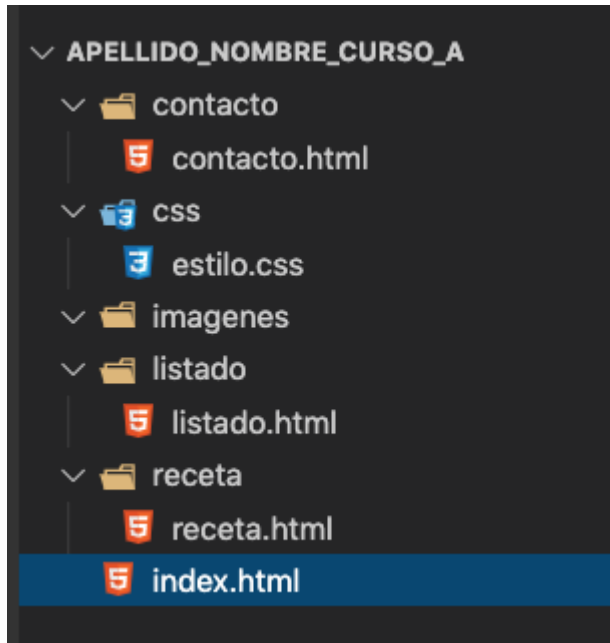 APELLIDO_NOMBRE_CURSO_A
contacto
contacto.html
css
estilo.css
imagenes
listado
listado.html
receta
receta.html
index.html